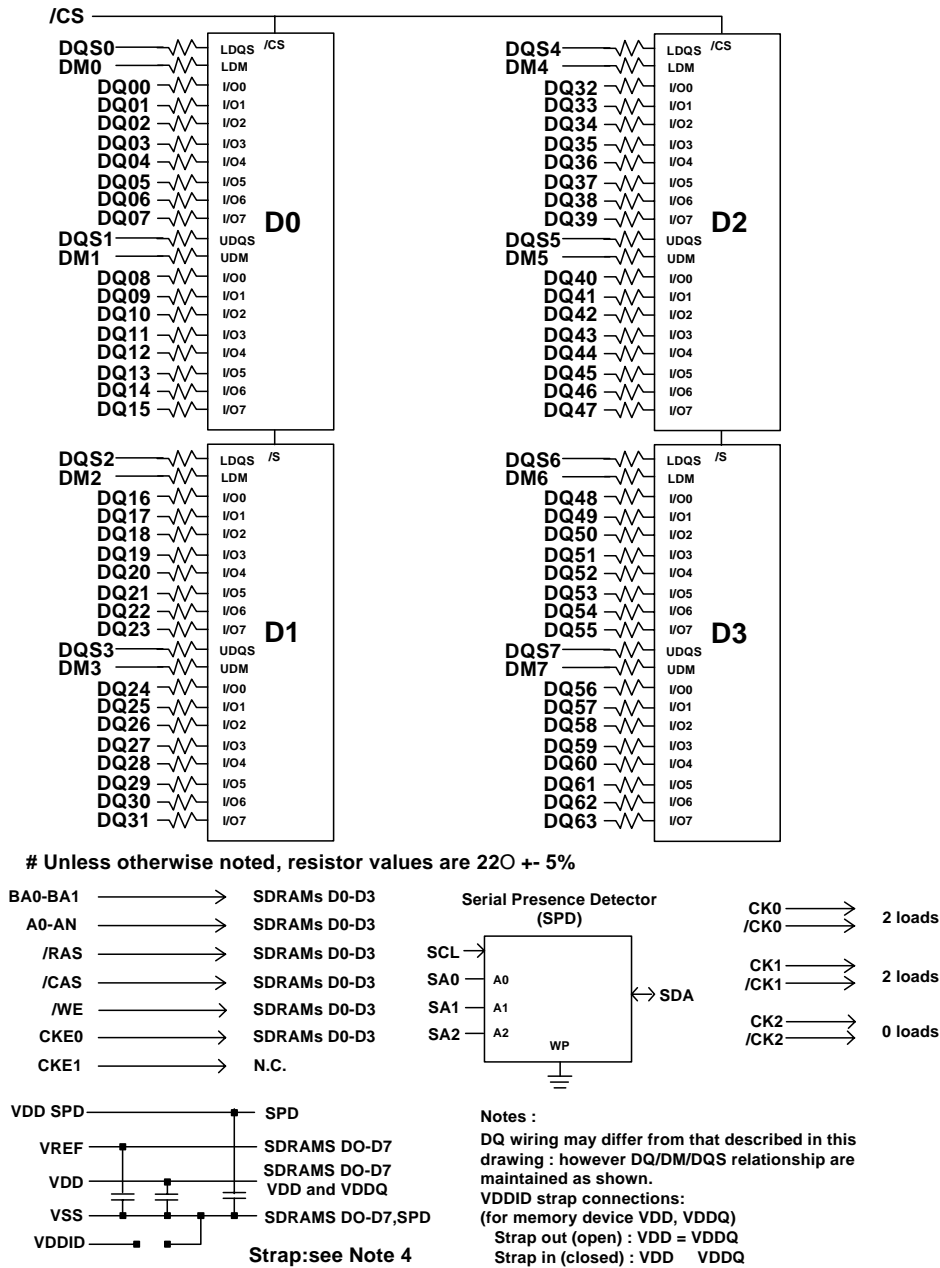 /CS
DQS0 LDQS /CS
DM0 LDM
DQ00 I/O0
DQ01 I/O1
DQ02 I/O2
DQ03 I/O3
DQ04 I/O4
DQ05 I/O5
DQ06 I/O6
DQ07 I/O7
D0
DQS1 UDQS
DM1 UDM
DQ08 I/O0
DQ09 I/O1
DQ10 I/O2
DQ11 I/O3
DQ12 I/O4
DQ13 I/O5
DQ14 I/O6
DQ15 I/O7
DQS4 LDQS /CS
DM4 LDM
DQ32 I/O0
DQ33 I/O1
DQ34 I/O2
DQ35 I/O3
DQ36 I/O4
DQ37 I/O5
DQ38 I/O6
DQ39 I/O7
D2
DQS5 UDQS
DM5 UDM
DQ40 I/O0
DQ41 I/O1
DQ42 I/O2
DQ43 I/O3
DQ44 I/O4
DQ45 I/O5
DQ46 I/O6
DQ47 I/O7
DQS2 LDQS /S
DM2 LDM
DQ16 I/O0
DQ17 I/O1
DQ18 I/O2
DQ19 I/O3
DQ20 I/O4
DQ21 I/O5
DQ22 I/O6
DQ23 I/O7
D1
DQS3 UDQS
DM3 UDM
DQ24 I/O0
DQ25 I/O1
DQ26 I/O2
DQ27 I/O3
DQ28 I/O4
DQ29 I/O5
DQ30 I/O6
DQ31 I/O7
DQS6 LDQS /S
DM6 LDM
DQ48 I/O0
DQ49 I/O1
DQ50 I/O2
DQ51 I/O3
DQ52 I/O4
DQ53 I/O5
DQ54 I/O6
DQ55 I/O7
D3
DQS7 UDQS
DM7 UDM
DQ56 I/O0
DQ57 I/O1
DQ58 I/O2
DQ59 I/O3
DQ60 I/O4
DQ61 I/O5
DQ62 I/O6
DQ63 I/O7
# Unless otherwise noted, resistor values are 22O +- 5%
BA0-BA1 SDRAMs D0-D3
A0-AN SDRAMs D0-D3
/RAS SDRAMs D0-D3
/CAS SDRAMs D0-D3
/WE SDRAMs D0-D3
CKE0 SDRAMs D0-D3
CKE1 N.C.
Serial Presence Detector
(SPD)
SCL
SA0 A0
SA1 A1
SA2 A2
WP
SDA
CK0
/CK0
2 loads
CK1
/CK1
2 loads
CK2
/CK2
0 loads
VDD SPD SPD
VREF SDRAMS DO-D7
VDD SDRAMS DO-D7
VDD and VDDQ
VSS SDRAMS DO-D7,SPD
VDDID
Strap:see Note 4
Notes :
DQ wiring may differ from that described in this
drawing : however DQ/DM/DQS relationship are
maintained as shown.
VDDID strap connections:
(for memory device VDD, VDDQ)
Strap out (open) : VDD = VDDQ
Strap in (closed) : VDD VDDQ